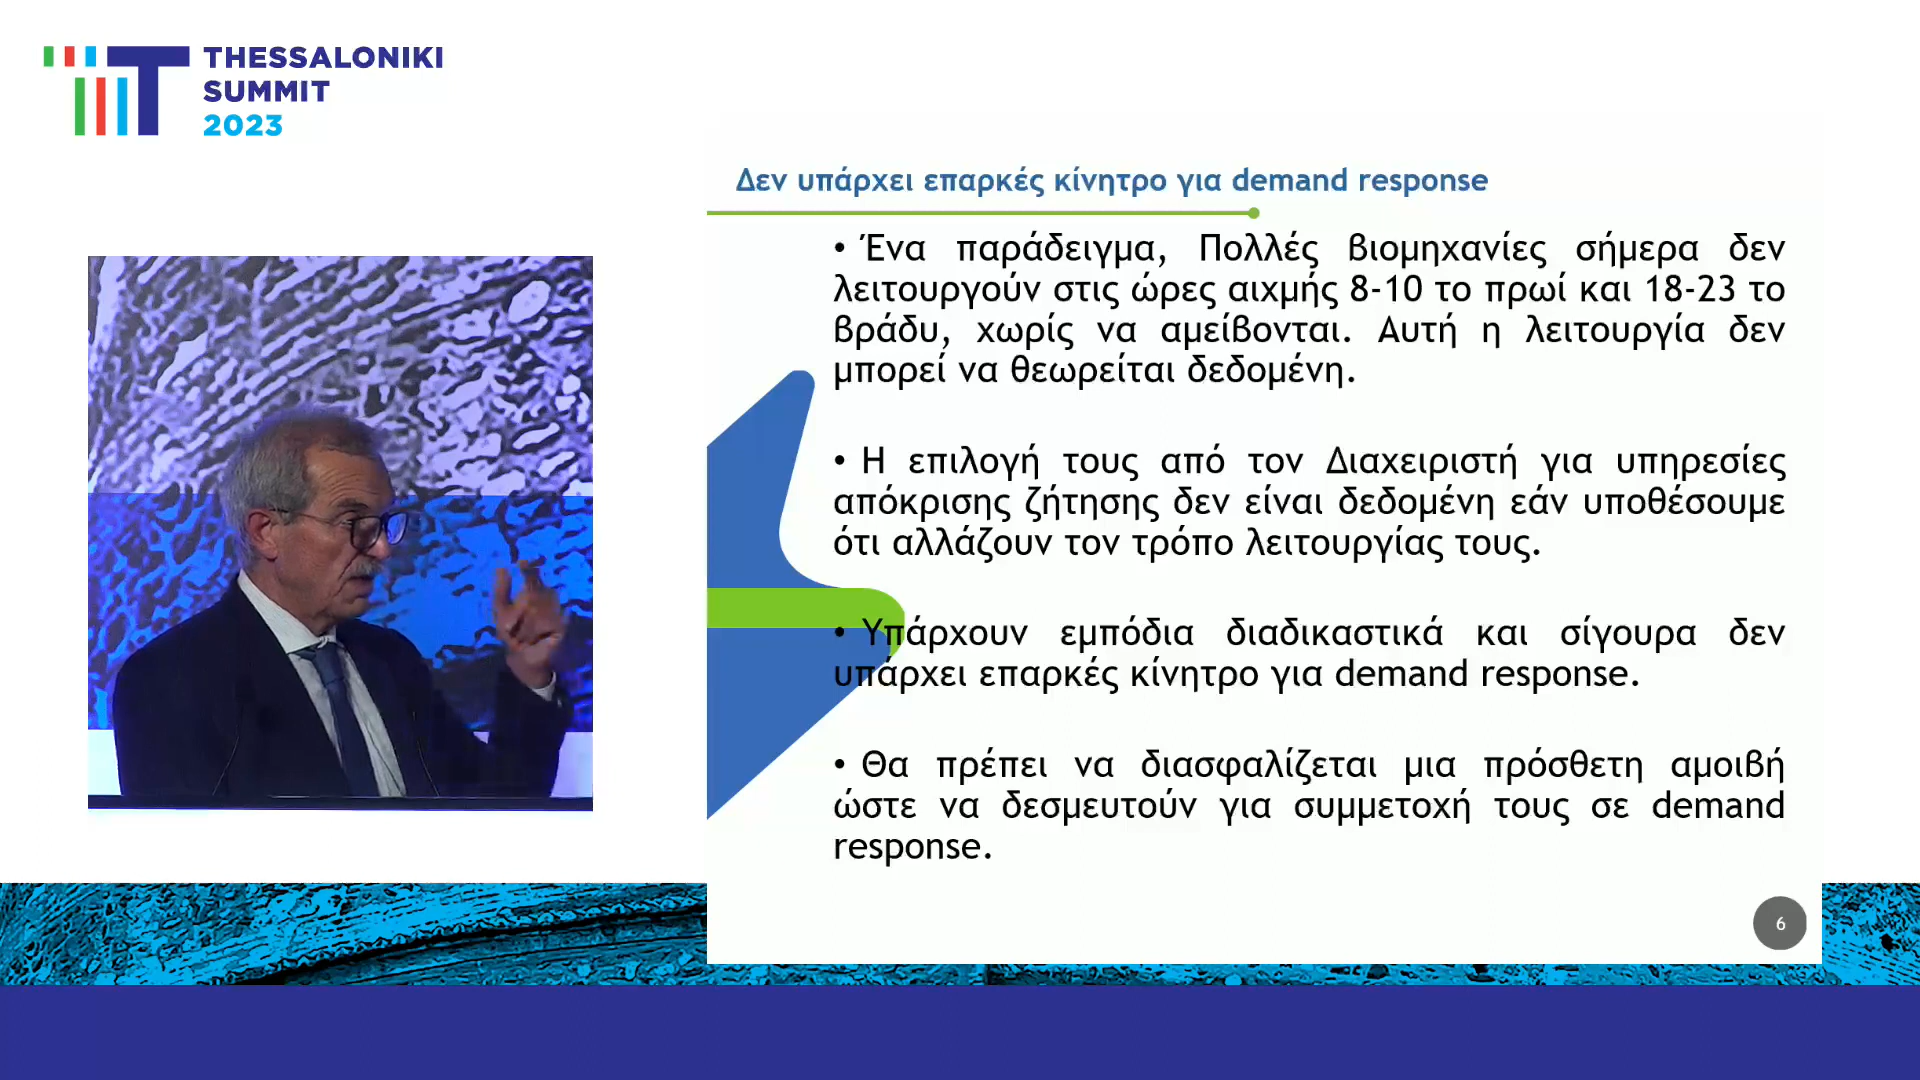 THESSALONIKI
SUMMIT
2023
Δεν υπάρχει επαρκές κίνητρο για demand response
• Ένα παράδειγμα, Πολλές βιομηχανίες σήμερα δεν
λειτουργούν στις ώρες αιχμής 8-10 το πρωί και 18-23 το
βράδυ, χωρίς να αμείβονται. Αυτή η λειτουργία δεν
μπορεί να θεωρείται δεδομένη.
• Η επιλογή τους από τον Διαχειριστή για υπηρεσίες
απόκρισης ζήτησης δεν είναι δεδομένη εάν υποθέσουμε
ότι αλλάζουν τον τρόπο λειτουργίας τους.
• Υπάρχουν εμπόδια διαδικαστικά και σίγουρα δεν
υπάρχει επαρκές κίνητρο για demand response.
• Θα πρέπει να διασφαλίζεται μια πρόσθετη αμοιβή
ώστε να δεσμευτούν για συμμετοχή τους σε demand
response.
6